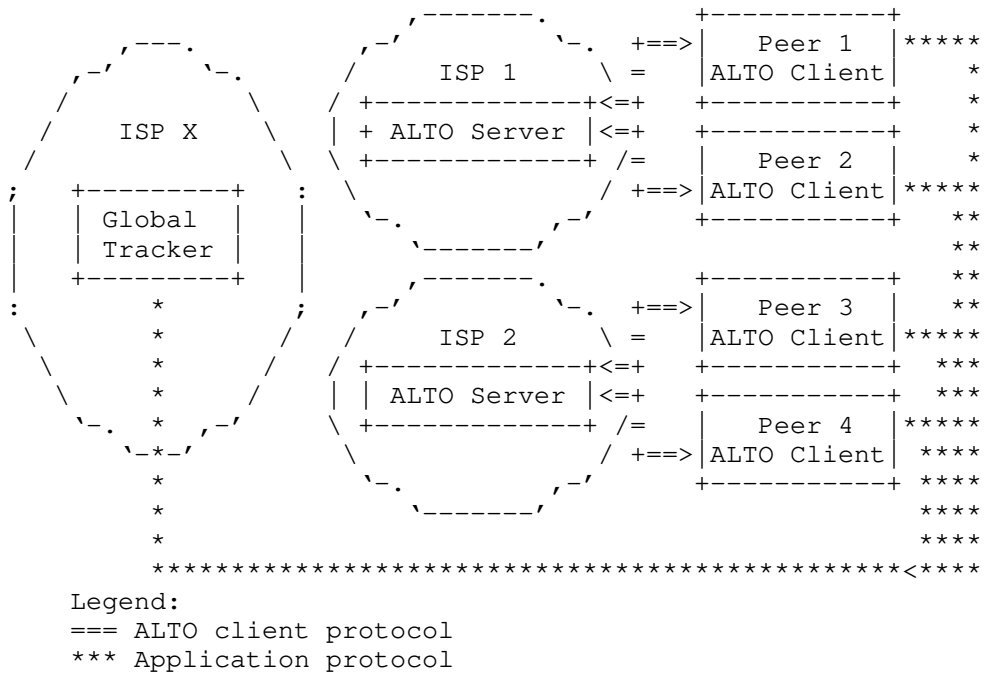 Peer 1
ISP 1 ALTO Client
ISP X + ALTO Server
Peer 2
ALTO Client
Global
Tracker
Peer 3
ISP 2 ALTO Client
ALTO Server
Peer 4
ALTO Client
Legend:
=== ALTO client protocol
*** Application protocol